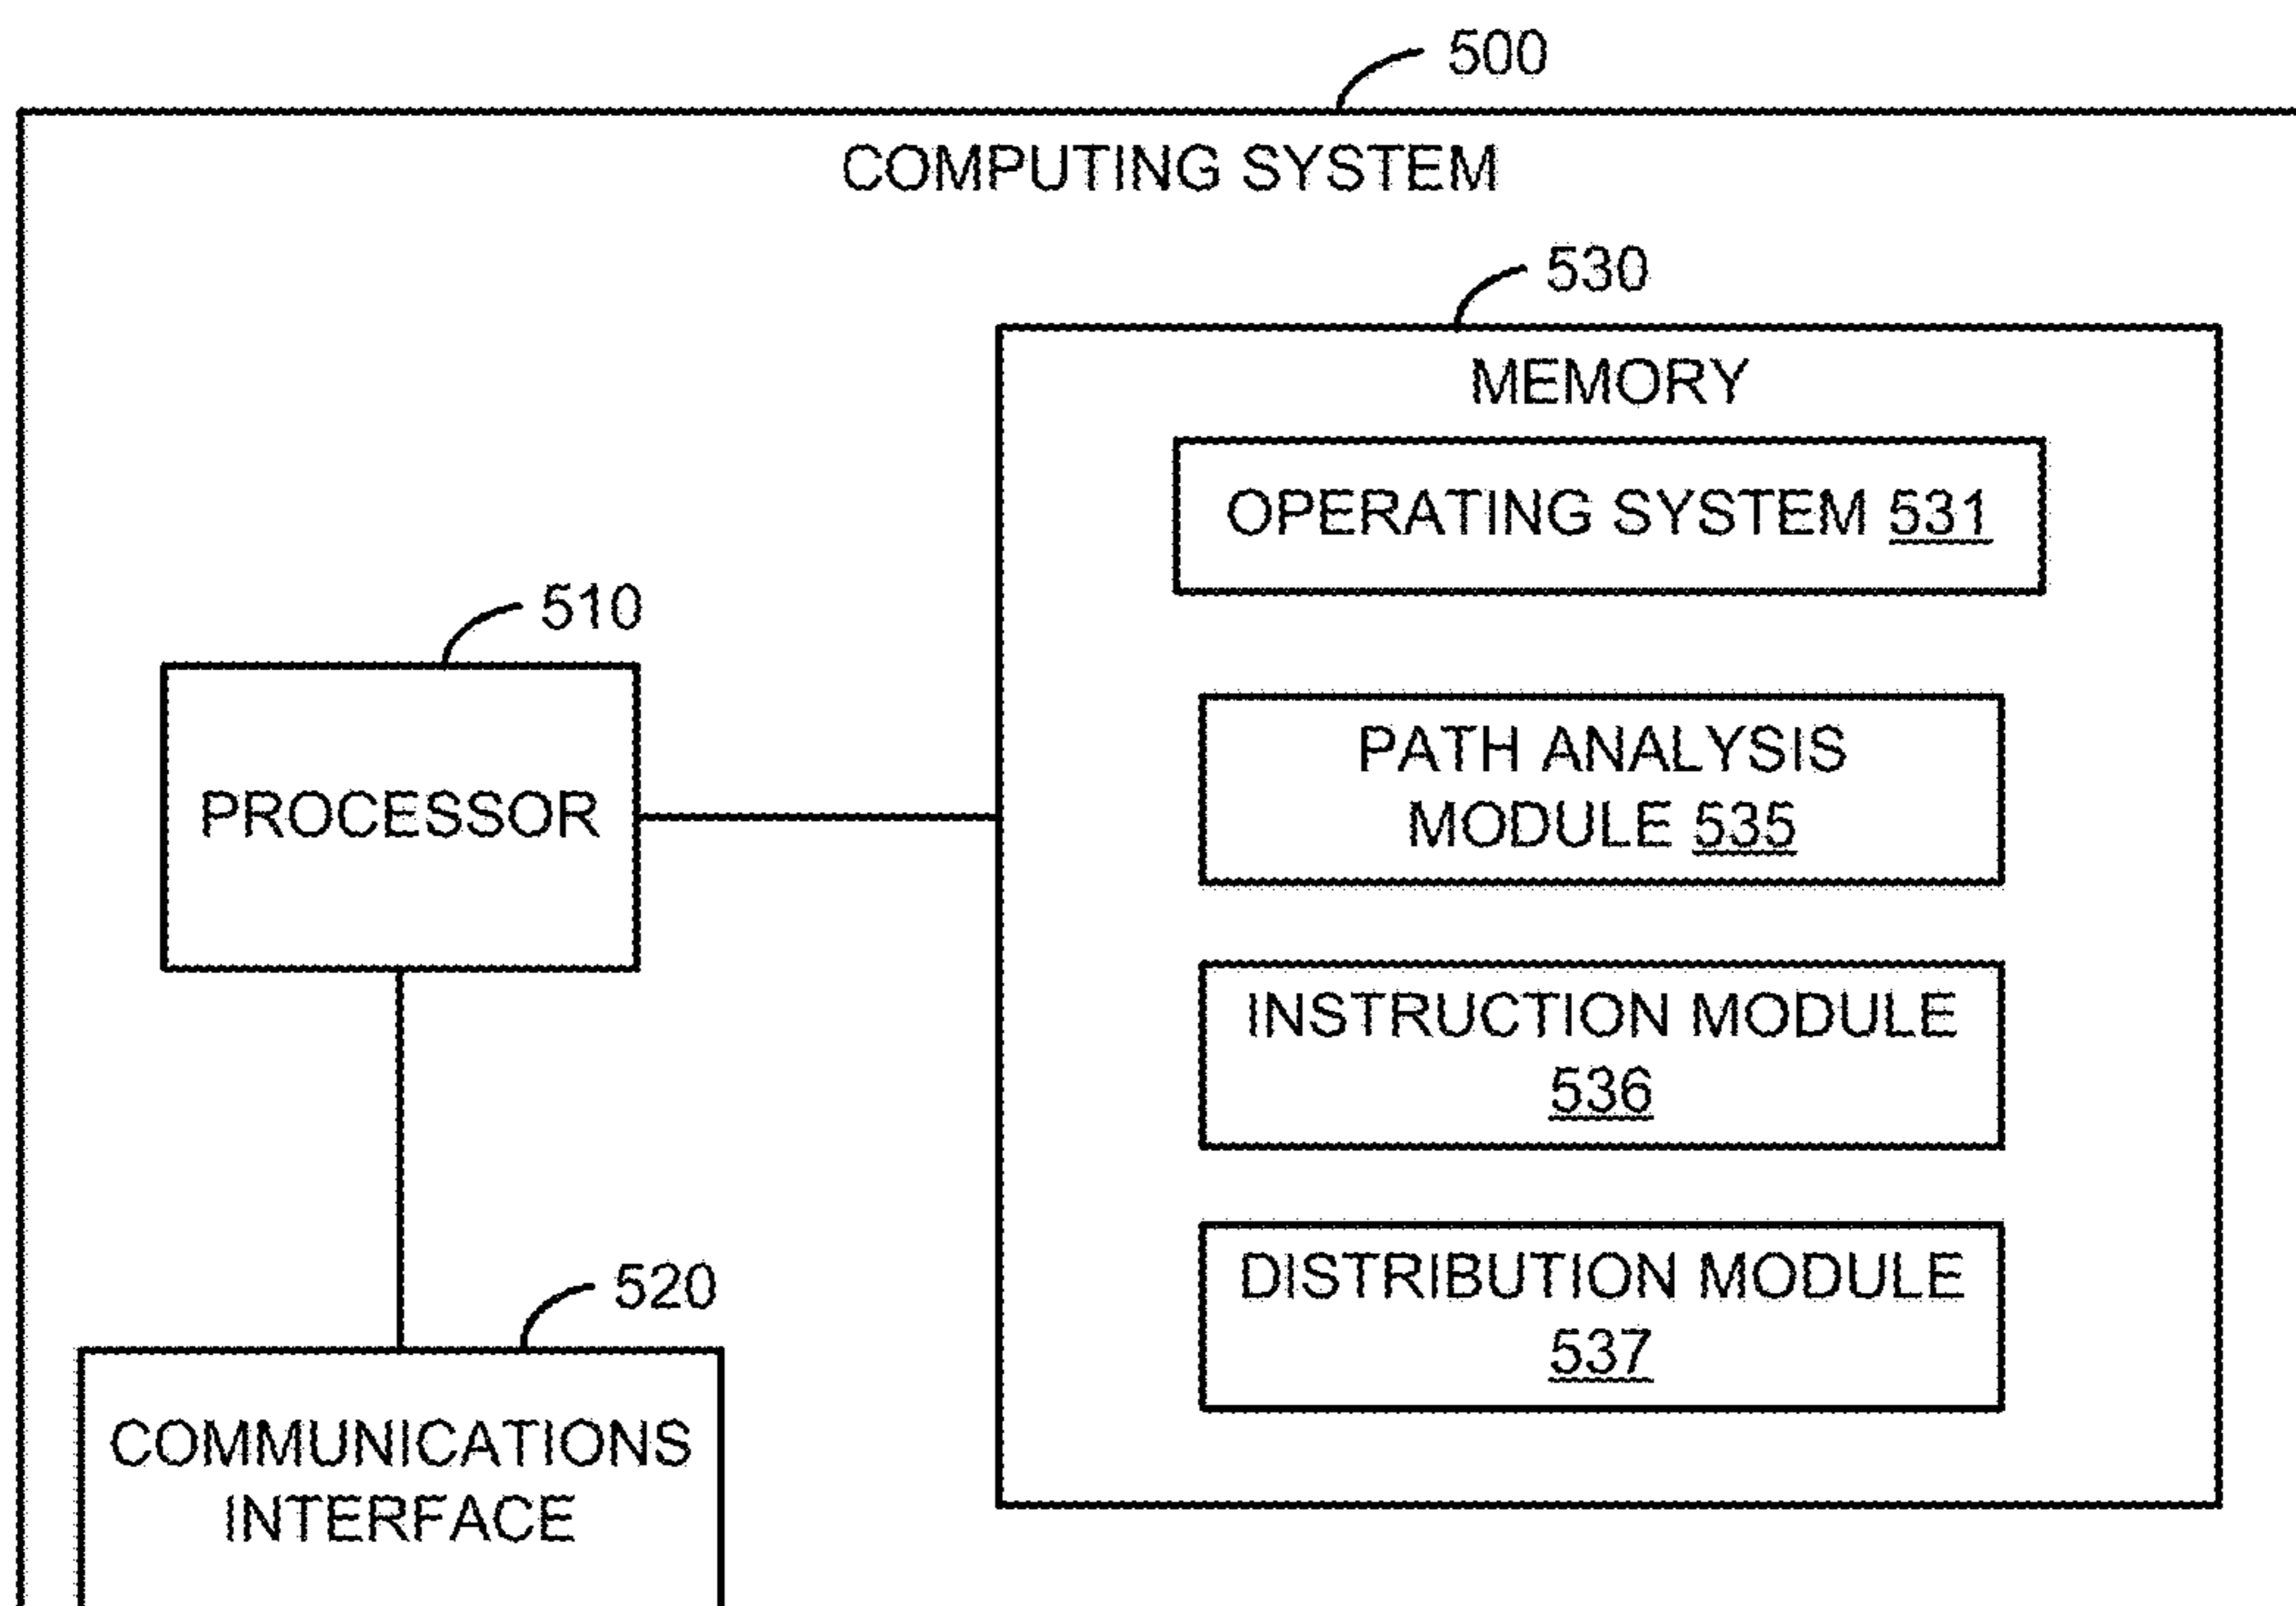 500
COMPUTING SYSTEM
530
MEMORY
OPERATING SYSTEM 531
510
PROCESSOR
PATH ANALYSIS
MODULE 535
INSTRUCTION MODULE
536
520
COMMUNICATIONS
INTERFACE
DISTRIBUTION MODULE
537